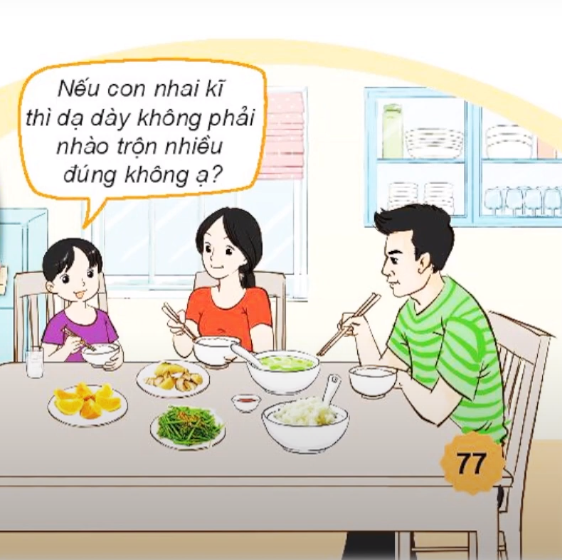 Nếu con nhai kĩ
thì dạ dày không phải
nhào trộn nhiều
đúng không ạ?
77